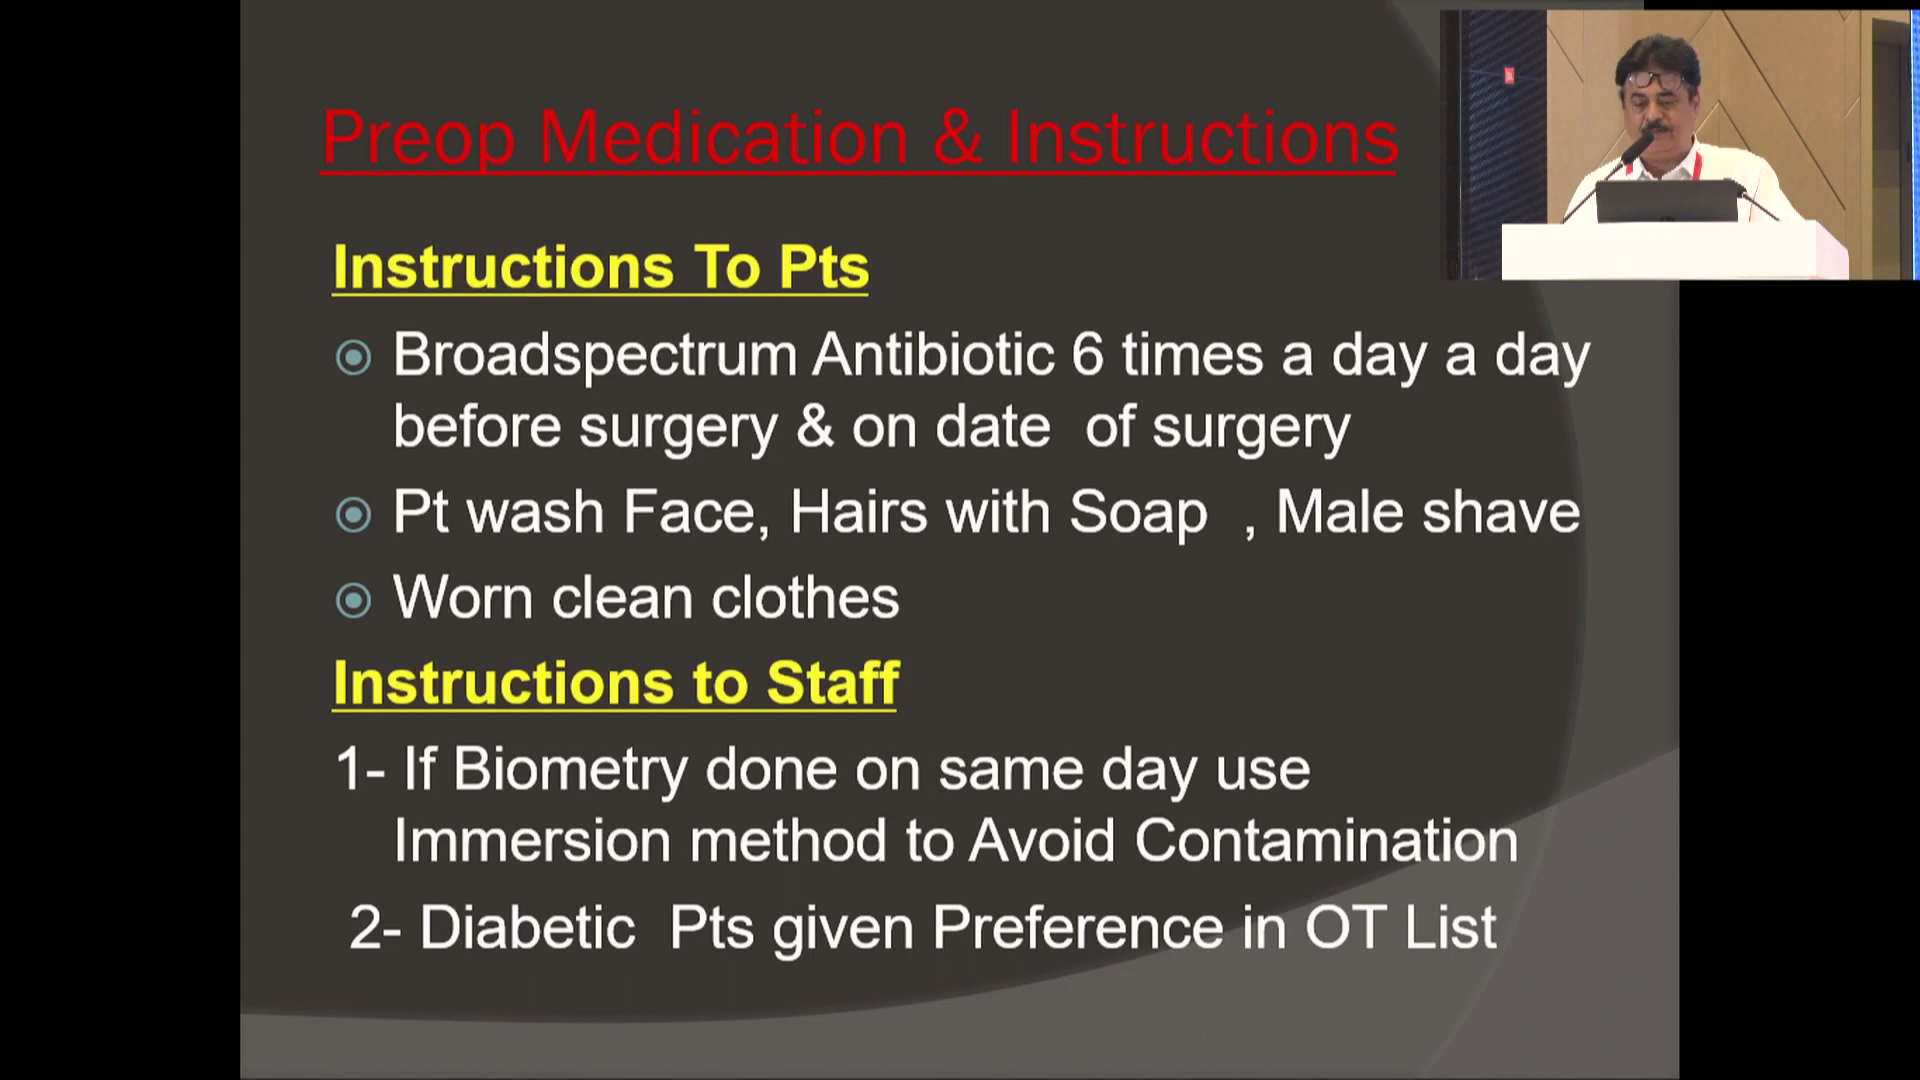 Preop Medication & Instructions
Instructions To Pts
Broadspectrum Antibiotic 6 times a day a day
before surgery & on date of surgery
Pt wash Face, Hairs with Soap , Male shave
Worn clean clothes
Instructions to Staff
1- If Biometry done on same day use
Immersion method to Avoid Contamination
2- Diabetic Pts given Preference in OT List